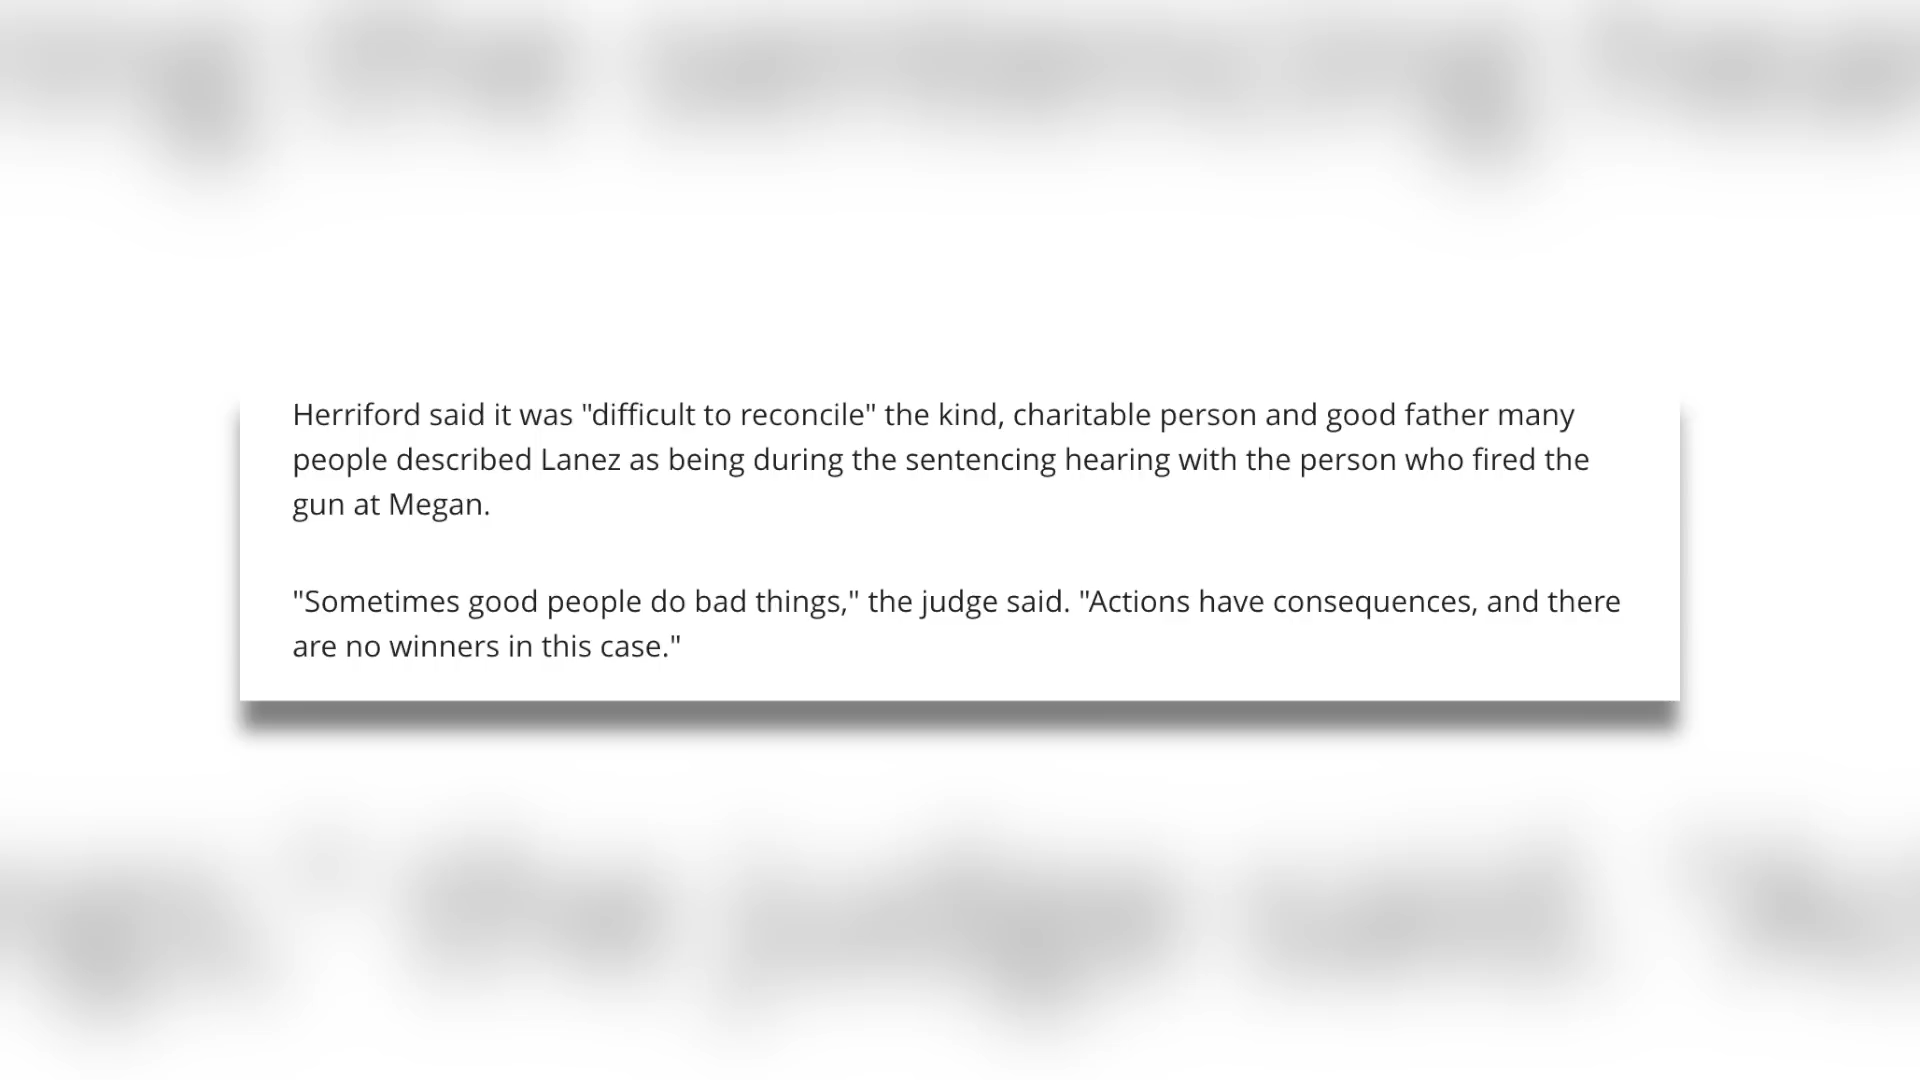 Herriford said it was "difficult to reconcile" the kind, charitable person and good father many
people described Lanez as being during the sentencing hearing with the person who fired the
gun at Megan.
"Sometimes good people do bad things," the judge said. "Actions have consequences, and there
are no winners in this case."